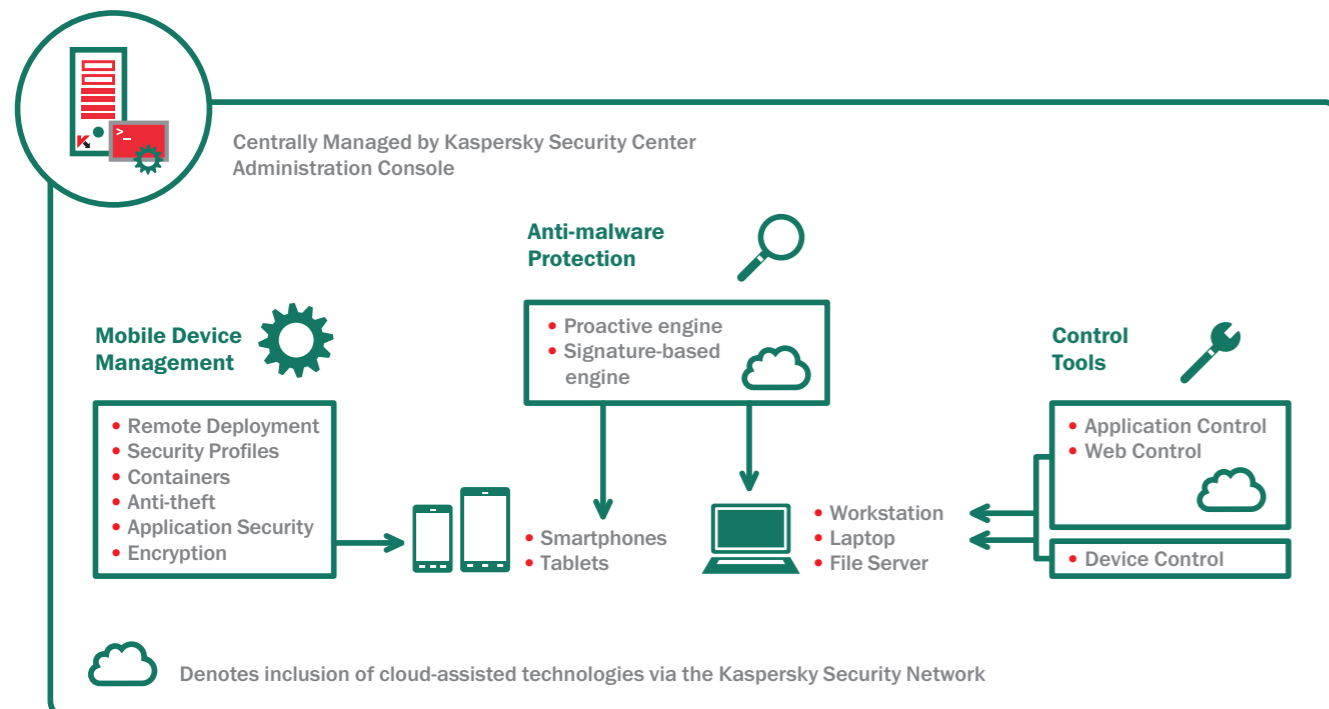 >_
Centrally Managed by Kaspersky Security Center
Administration Console
Anti-malware
Protection
• Proactive engine
• Signature-based
engine
Mobile Device
Management
• Remote Deployment
• Security Profiles
• Containers
• Anti-theft
• Application Security
• Encryption
• Smartphones
• Tablets
• Workstation
• Laptop
• File Server
Control
Tools
• Application Control
• Web Control
• Device Control
Denotes inclusion of cloud-assisted technologies via the Kaspersky Security Network